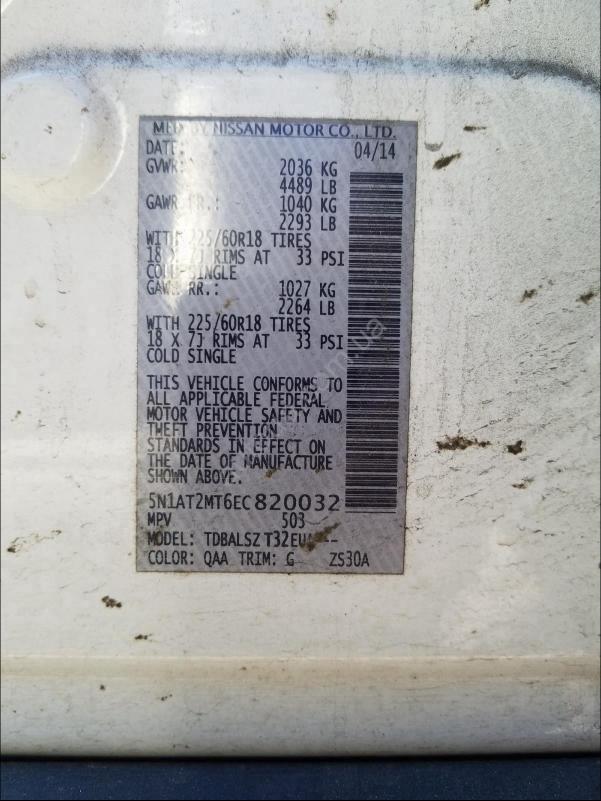 MFD BY NISSAN MOTOR CO., LTD.
DATE: 04/14
GVWR: 2036 KG
4489 LB
GAWR FR.: 1040 KG
2293 LB
WITH 225/60R18 TIRES
18 X 7J RIMS AT 33 PSI
COLD SINGLE
GAWR RR.: 1027 KG
2264 LB
WITH 225/60R18 TIRES
18 X 7J RIMS AT 33 PSI
COLD SINGLE
THIS VEHICLE CONFORMS TO
ALL APPLICABLE FEDERAL
MOTOR VEHICLE SAFETY AND
THEFT PREVENTION
STANDARDS IN EFFECT ON
THE DATE OF MANUFACTURE
SHOWN ABOVE.
5N1AT2MT6EC820032
MPV 503
MODEL: TDBALSZ
COLOR: QAA TRIM: G ZS30A